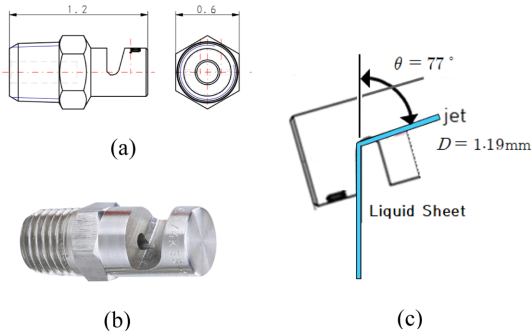 1.2
0.6
(a)
(b)
θ = 77 °
jet
D = 1.19mm
Liquid Sheet
(c)